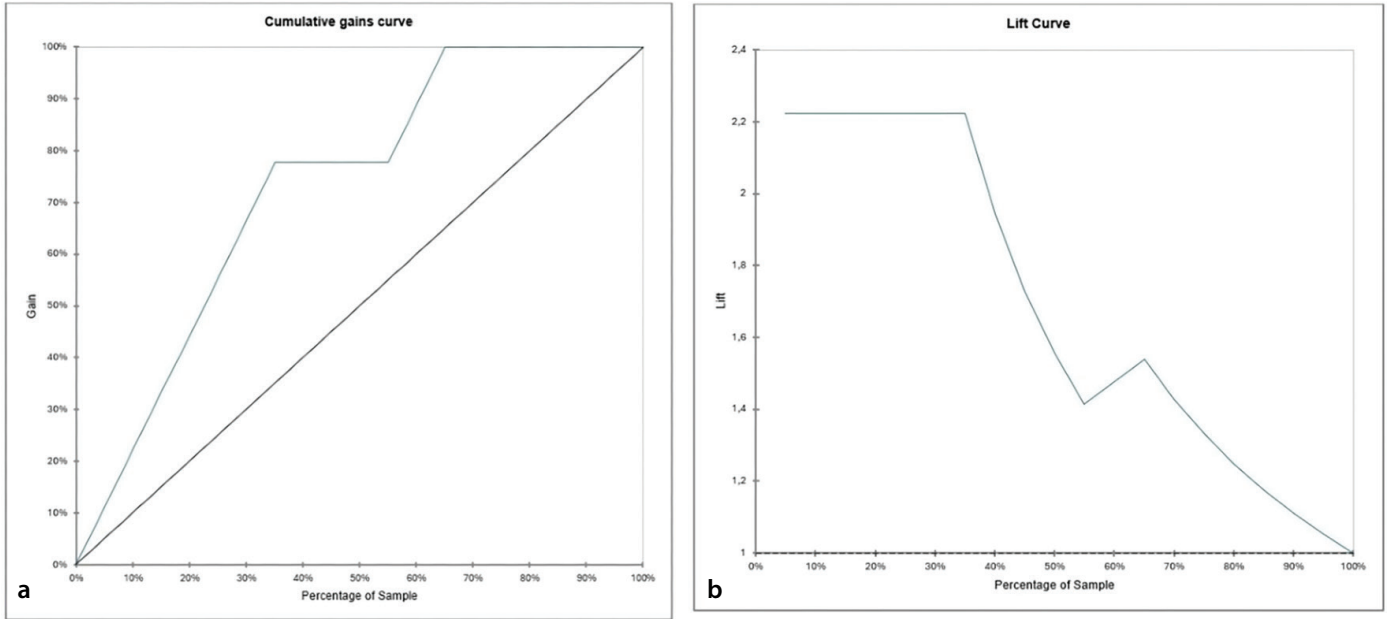 Cumulative gains curve
100%
90%
80%
70%
60%
50%
40%
30%
20%
10%
0%
Gain
0% 10% 20% 30% 40% 50% 60% 70% 80% 90% 100%
Percentage of Sample
a
Lift Curve
2,4
2,2
2
1,8
1,6
1,4
1,2
1
Lift
0% 10% 20% 30% 40% 50% 60% 70% 80% 90% 100%
Percentage of Sample
b